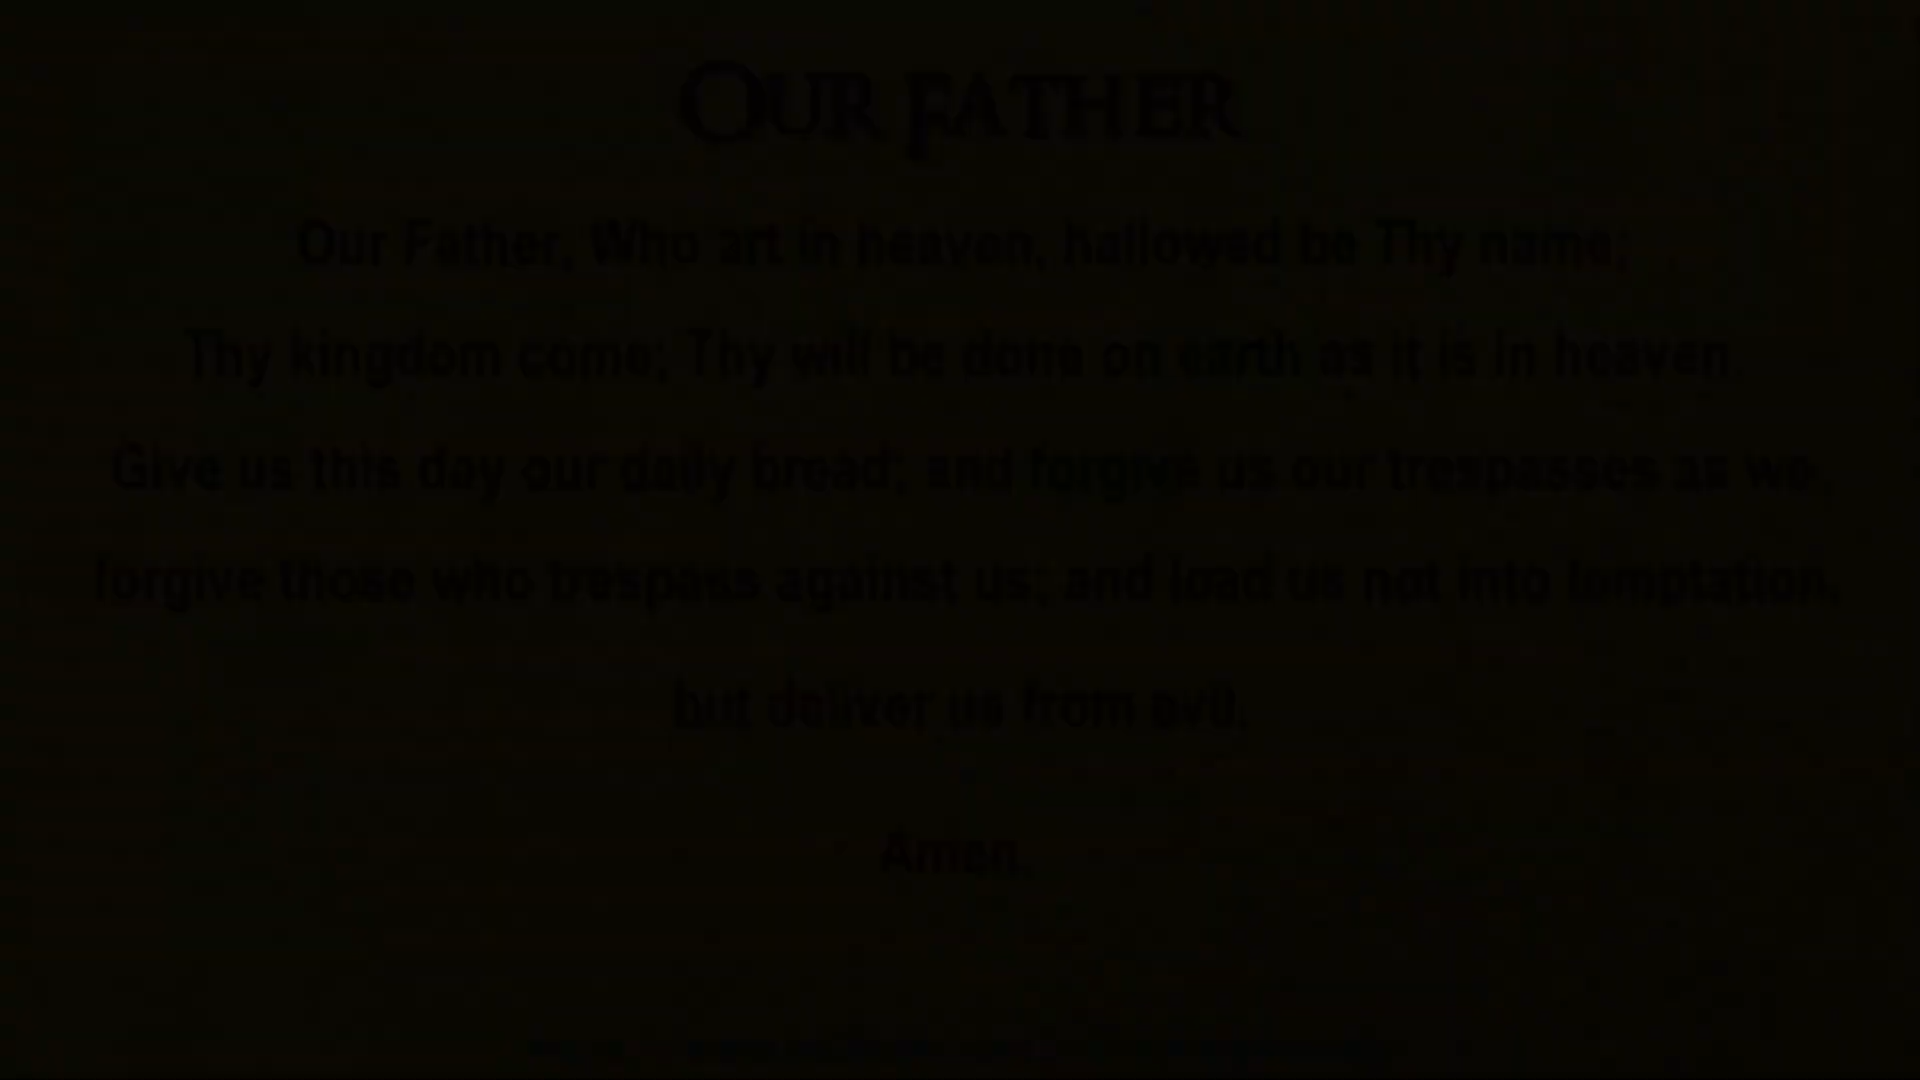 OUR FATHER
Our Father, Who art in heaven, hallowed be Thy name;
Thy kingdom come; Thy will be done on earth as it is in heaven.
Give us this day our daily bread; and forgive us our trespasses as we
forgive those who trespass against us; and lead us not into temptation,
but deliver us from evil.
Amen.